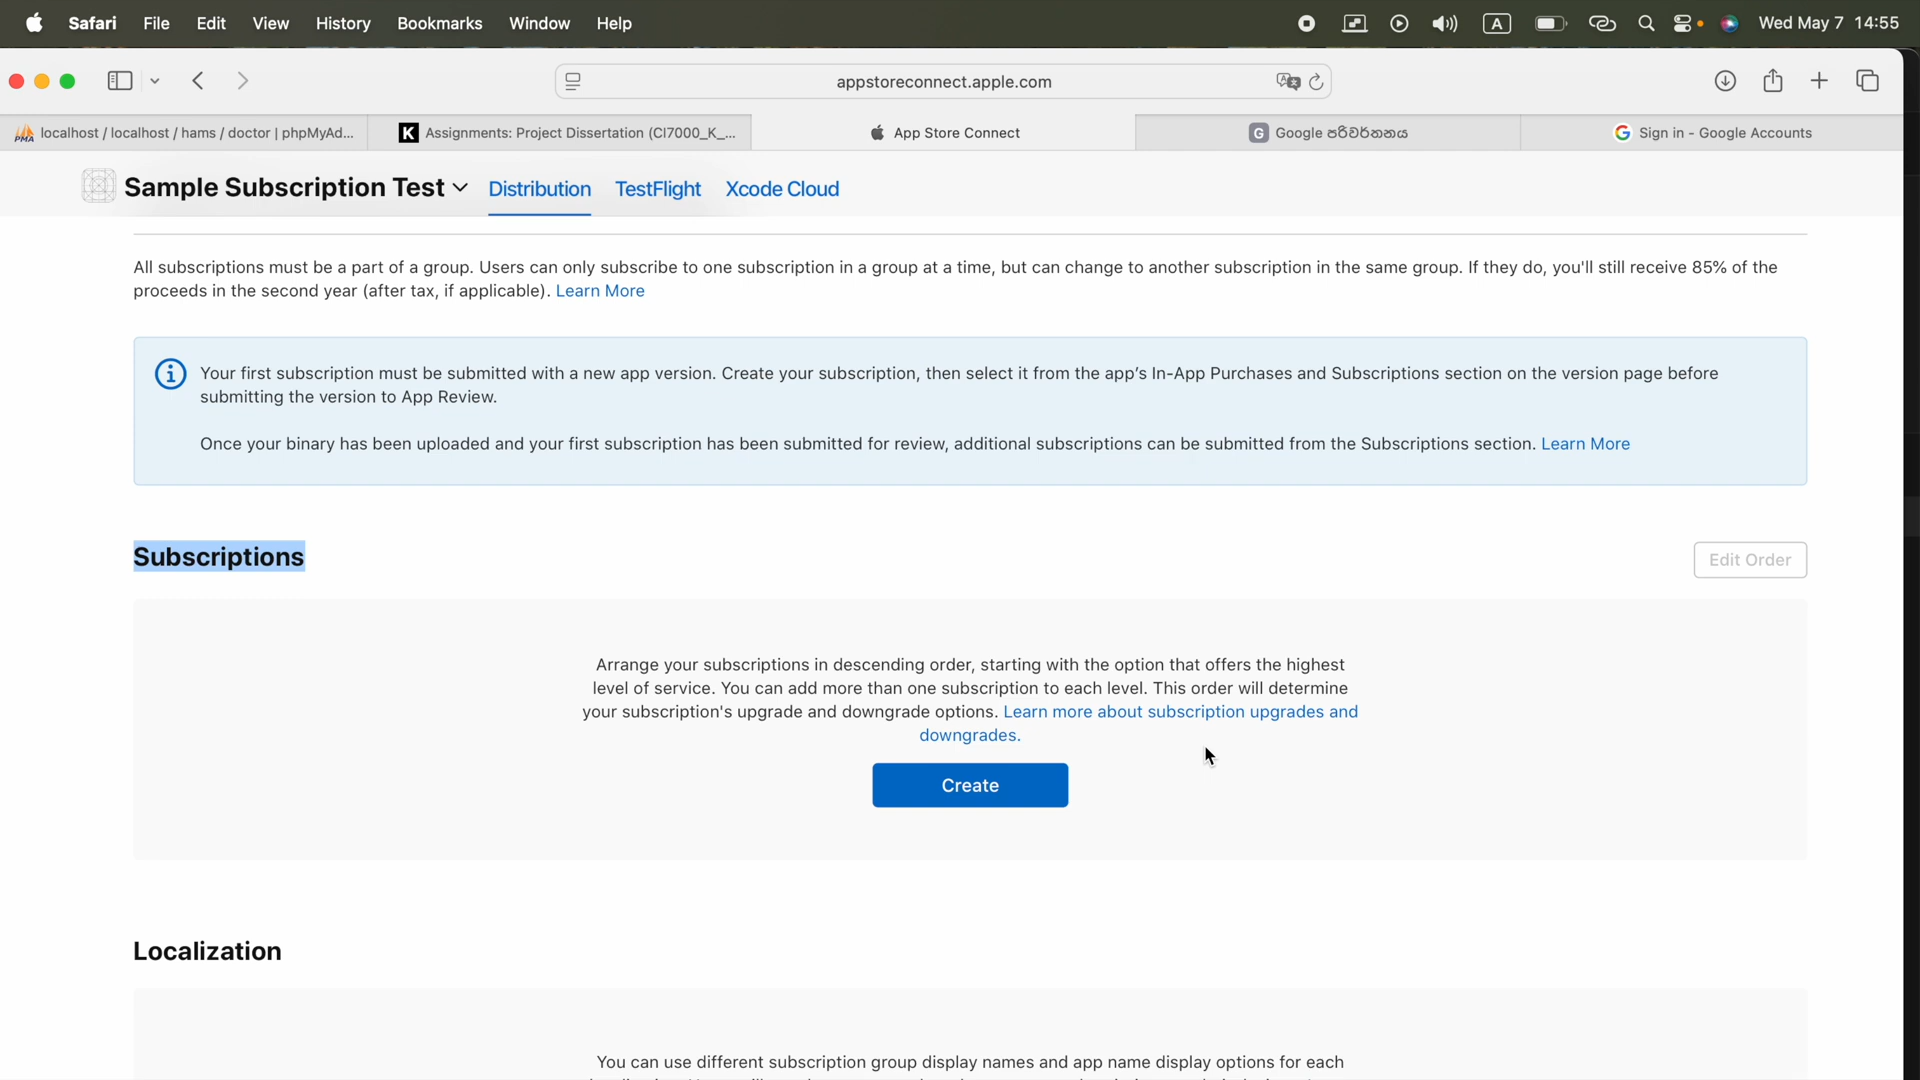 Safari File Edit View History Bookmarks Window Help A Wed May 7 14:55
appstoreconnect.apple.com
PMA localhost / localhost / hams / doctor | phpMyAd... K Assignments: Project Dissertation (CI7000_K_... App Store Connect G Google පරිවර්තනය G Sign in - Google Accounts
Sample Subscription Test Distribution TestFlight Xcode Cloud
All subscriptions must be a part of a group. Users can only subscribe to one subscription in a group at a time, but can change to another subscription in the same group. If they do, you'll still receive 85% of the
proceeds in the second year (after tax, if applicable). Learn More
Your first subscription must be submitted with a new app version. Create your subscription, then select it from the app's In-App Purchases and Subscriptions section on the version page before
submitting the version to App Review.
Once your binary has been uploaded and your first subscription has been submitted for review, additional subscriptions can be submitted from the Subscriptions section. Learn More
Subscriptions Edit Order
Arrange your subscriptions in descending order, starting with the option that offers the highest
level of service. You can add more than one subscription to each level. This order will determine
your subscription's upgrade and downgrade options. Learn more about subscription upgrades and
downgrades.
Create
Localization
You can use different subscription group display names and app name display options for each